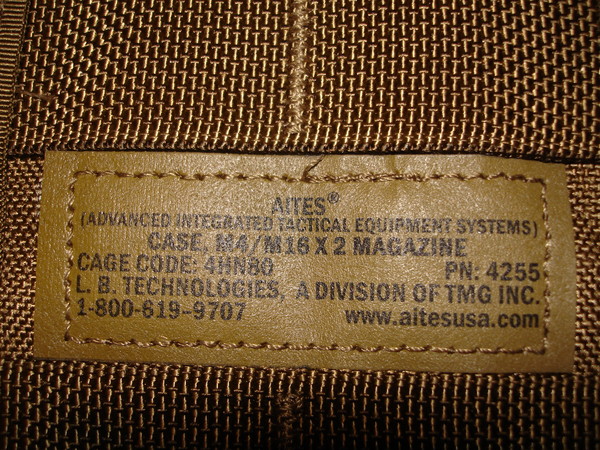 AITES®
(ADVANCED INTEGRATED TACTICAL EQUIPMENT SYSTEMS)
CASE, M4/M16 X 2 MAGAZINE
CAGE CODE: 4HN80 PN: 4255
L. B. TECHNOLOGIES, A DIVISION OF TMG INC.
1-800-619-9707 www.aitesusa.com